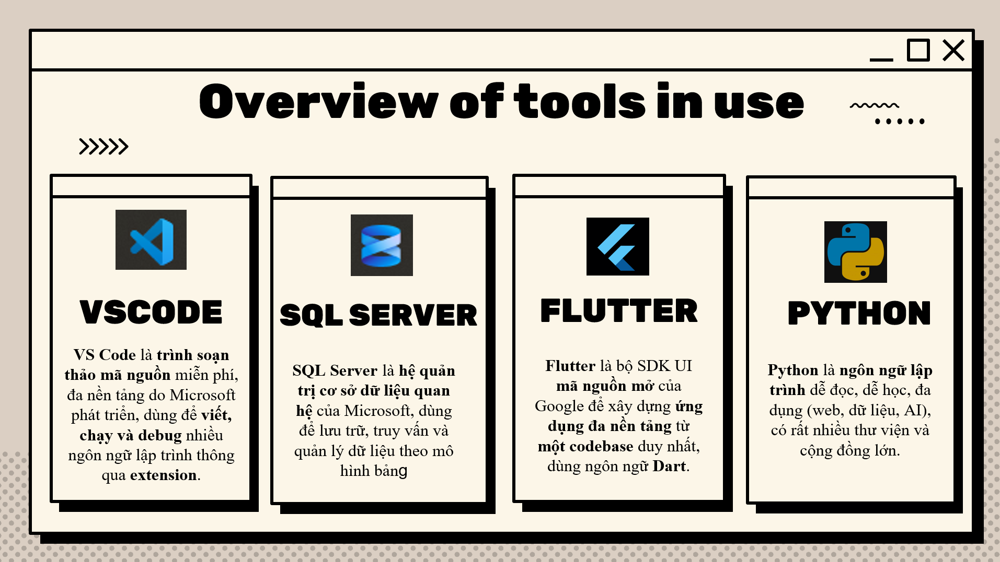 Overview of tools in use
VSCODE
VS Code là trình soạn
thảo mã nguồn miễn phí,
đa nền tảng do Microsoft
phát triển, dùng để viết,
chạy và debug nhiều
ngôn ngữ lập trình thông
qua extension.
SQL SERVER
SQL Server là hệ quản
trị cơ sở dữ liệu quan
hệ của Microsoft, dùng
để lưu trữ, truy vấn và
quản lý dữ liệu theo mô
hình bảng
FLUTTER
Flutter là bộ SDK UI
mã nguồn mở của
Google để xây dựng ứng
dụng đa nền tảng từ
một codebase duy nhất,
dùng ngôn ngữ Dart.
PYTHON
Python là ngôn ngữ lập
trình dễ đọc, dễ học, đa
dụng (web, dữ liệu, AI),
có rất nhiều thư viện và
cộng đồng lớn.